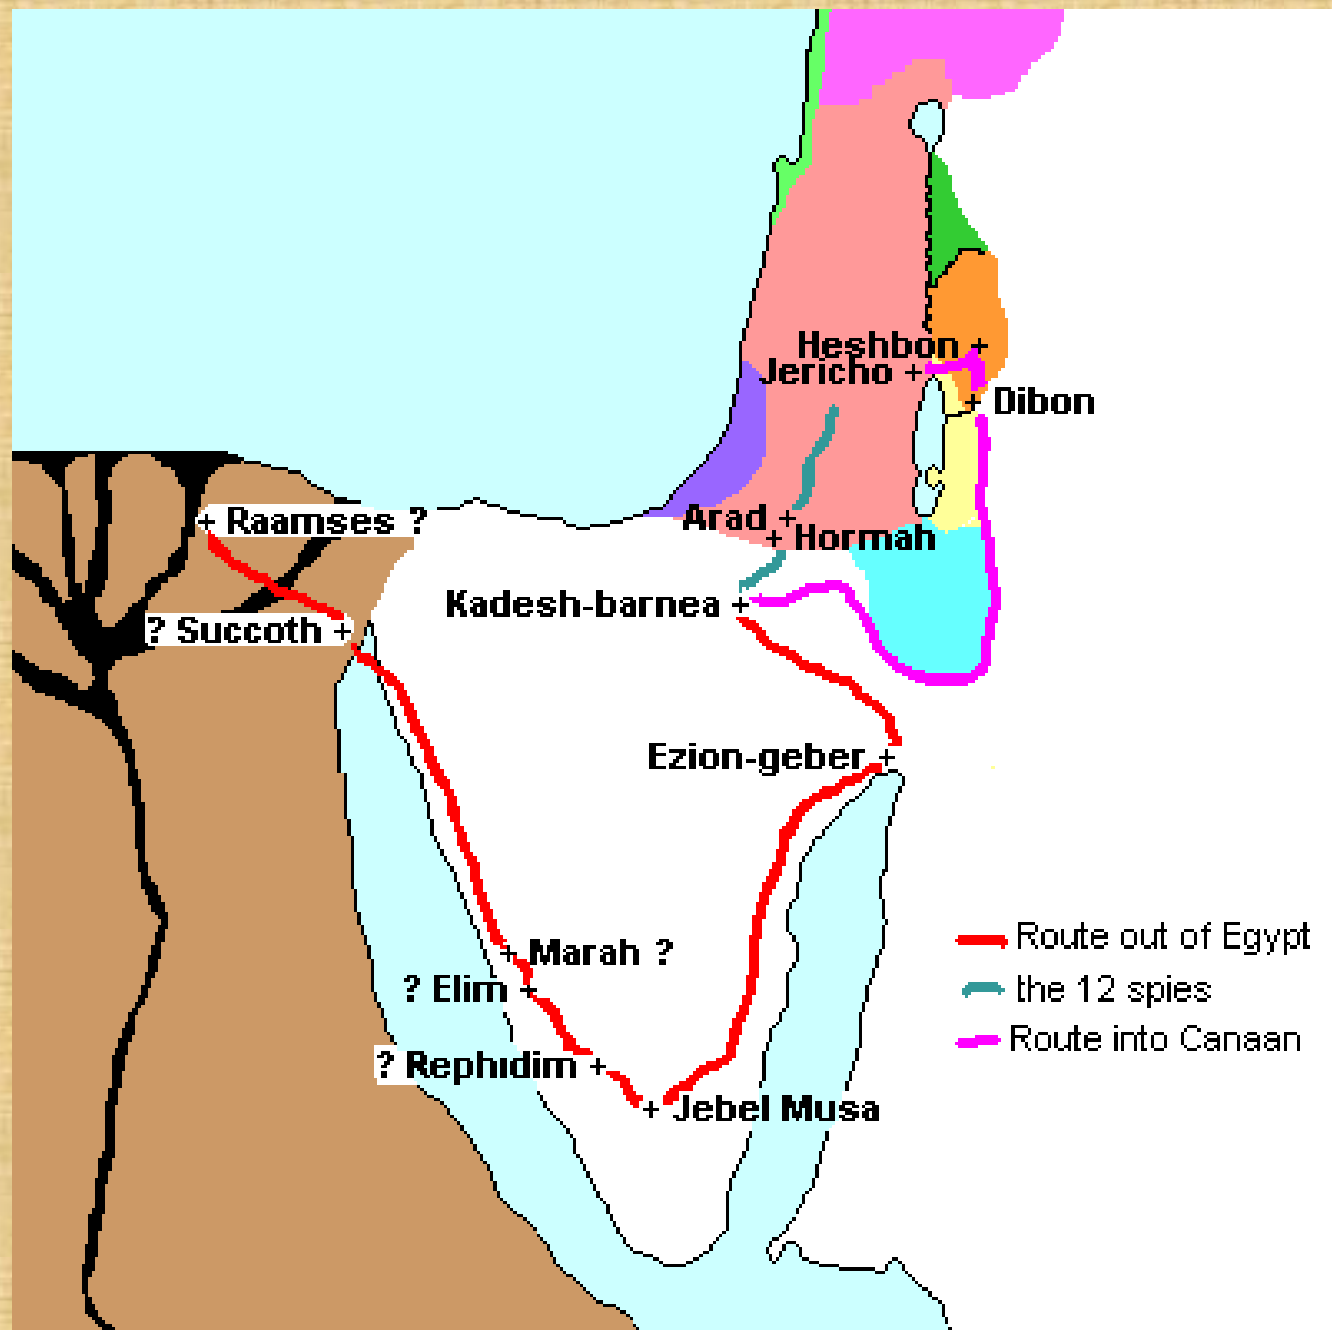 Heshbon +
Jericho +
+ Dibon
+ Raamses ?
Arad +
+ Hormah
Kadesh-barnea +
? Succoth +
Ezion-geber +
+ Marah ?
? Elim +
? Rephidim +
+ Jebel Musa
Route out of Egypt
the 12 spies
Route into Canaan